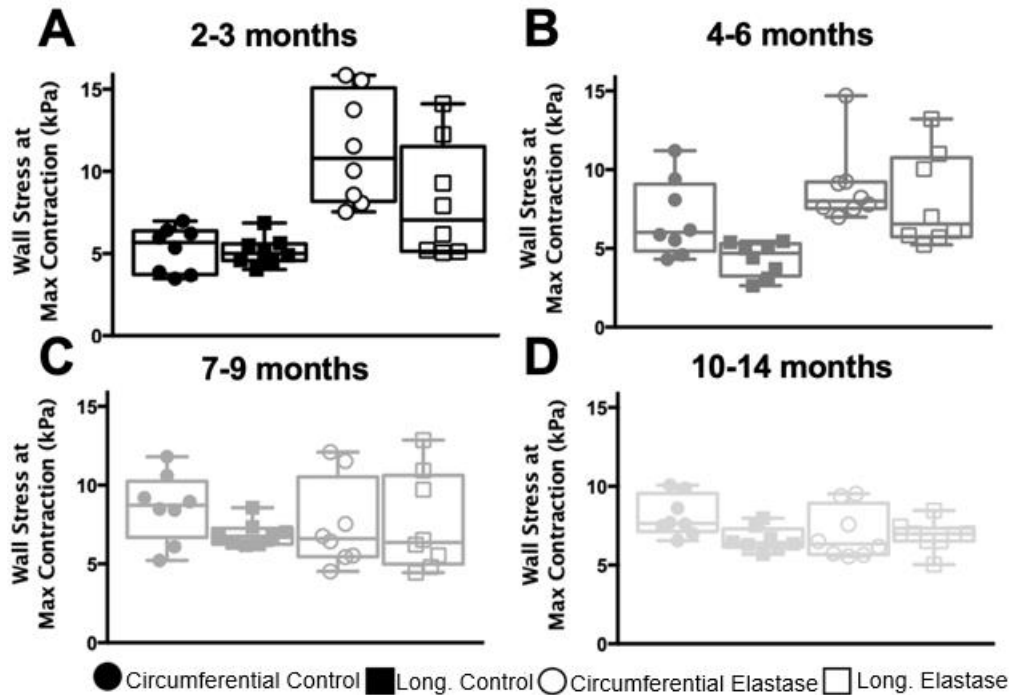 A
2-3 months
Wall Stress at
Max Contraction (kPa)
15
10
5
0
B
4-6 months
Wall Stress at
Max Contraction (kPa)
15
10
5
0
C
7-9 months
Wall Stress at
Max Contraction (kPa)
15
10
5
0
D
10-14 months
Wall Stress at
Max Contraction (kPa)
15
10
5
0
Circumferential Control Long. Control Circumferential Elastase Long. Elastase